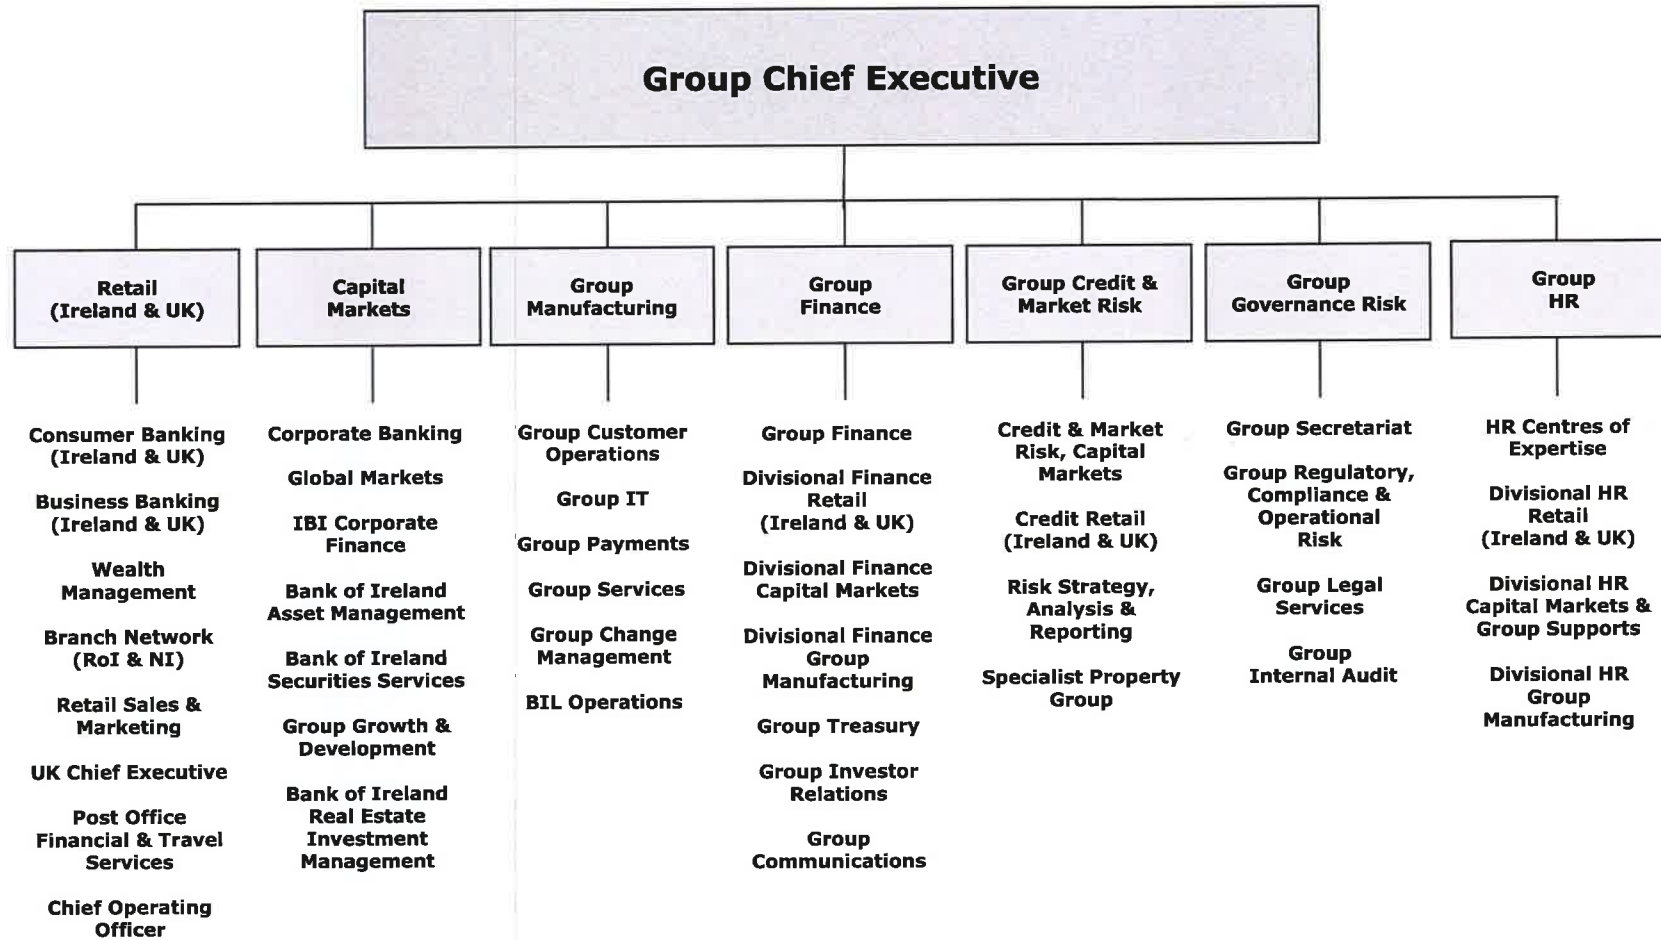 Group Chief Executive
Retail
(Ireland & UK)
Capital
Markets
Group
Manufacturing
Group
Finance
Group Credit &
Market Risk
Group
Governance Risk
Group
HR
Consumer Banking
(Ireland & UK)
Business Banking
(Ireland & UK)
Wealth
Management
Branch Network
(RoI & NI)
Retail Sales &
Marketing
UK Chief Executive
Post Office
Financial & Travel
Services
Chief Operating
Officer
Corporate Banking
Global Markets
IBI Corporate
Finance
Bank of Ireland
Asset Management
Bank of Ireland
Securities Services
Group Growth &
Development
Bank of Ireland
Real Estate
Investment
Management
Group Customer
Operations
Group IT
Group Payments
Group Services
Group Change
Management
BIL Operations
Group Finance
Divisional Finance
Retail
(Ireland & UK)
Divisional Finance
Capital Markets
Divisional Finance
Group
Manufacturing
Group Treasury
Group Investor
Relations
Group
Communications
Credit & Market
Risk, Capital
Markets
Credit Retail
(Ireland & UK)
Risk Strategy,
Analysis &
Reporting
Specialist Property
Group
Group Secretariat
Group Regulatory,
Compliance &
Operational
Risk
Group Legal
Services
Group
Internal Audit
HR Centres of
Expertise
Divisional HR
Retail
(Ireland & UK)
Divisional HR
Capital Markets &
Group Supports
Divisional HR
Group
Manufacturing